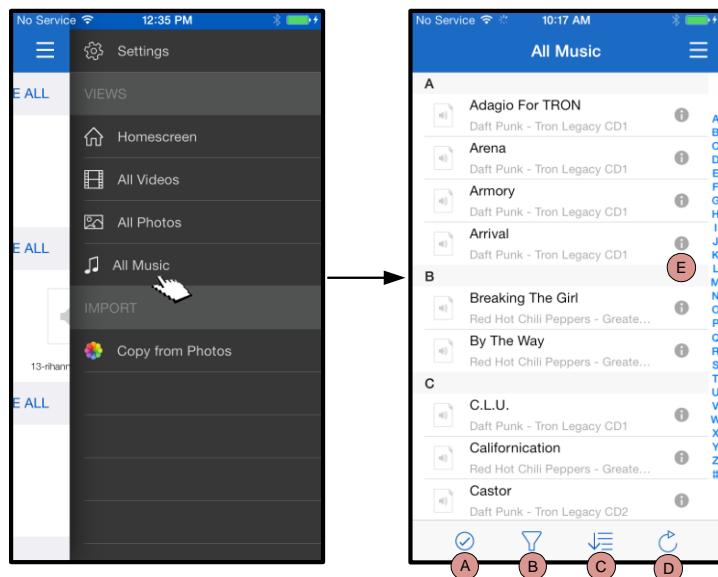 No Service 12:35 PM
Settings
E ALL
VIEWS
Homescreen
All Videos
All Photos
E ALL
All Music
IMPORT
Copy from Photos
13-rihann
E ALL
No Service 10:17 AM
All Music
A
Adagio For TRON
Daft Punk - Tron Legacy CD1
Arena
Daft Punk - Tron Legacy CD1
Armory
Daft Punk - Tron Legacy CD1
Arrival
Daft Punk - Tron Legacy CD1
E
B
Breaking The Girl
Red Hot Chili Peppers - Greate...
By The Way
Red Hot Chili Peppers - Greate...
C
C.L.U.
Daft Punk - Tron Legacy CD1
Californication
Red Hot Chili Peppers - Greate...
Castor
Daft Punk - Tron Legacy CD2
A
B
C
D
E
F
G
H
I
J
K
L
M
N
O
P
Q
R
S
T
U
V
W
X
Y
Z
#
A B C D